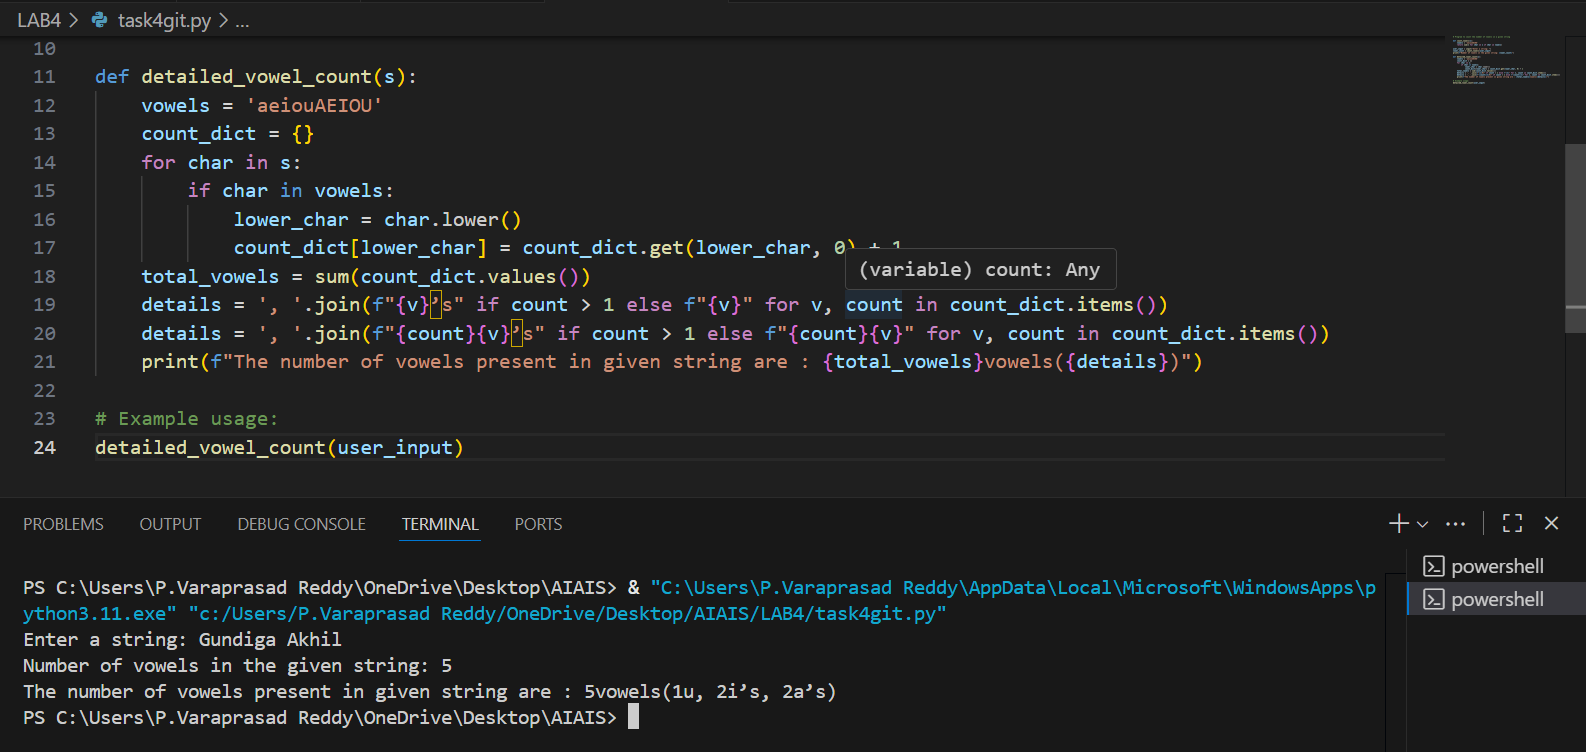 LAB4 > task4git.py > ...
10
11 def detailed_vowel_count(s):
12     vowels = 'aeiouAEIOU'
13     count_dict = {}
14     for char in s:
15         if char in vowels:
16             lower_char = char.lower()
17             count_dict[lower_char] = count_dict.get(lower_char, 0) + 1
(variable) count: Any
18     total_vowels = sum(count_dict.values())
19     details = ', '.join(f"{v}’s" if count > 1 else f"{v}" for v, count in count_dict.items())
20     details = ', '.join(f"{count}{v}’s" if count > 1 else f"{count}{v}" for v, count in count_dict.items())
21     print(f"The number of vowels present in given string are : {total_vowels}vowels({details})")
22
23 # Example usage:
24 detailed_vowel_count(user_input)
PROBLEMS OUTPUT DEBUG CONSOLE TERMINAL PORTS
powershell
powershell
PS C:\Users\P.Varaprasad Reddy\OneDrive\Desktop\AIAIS> & "C:\Users\P.Varaprasad Reddy\AppData\Local\Microsoft\WindowsApps\p
ython3.11.exe" "c:/Users/P.Varaprasad Reddy/OneDrive/Desktop/AIAIS/LAB4/task4git.py"
Enter a string: Gundiga Akhil
Number of vowels in the given string: 5
The number of vowels present in given string are : 5vowels(1u, 2i’s, 2a’s)
PS C:\Users\P.Varaprasad Reddy\OneDrive\Desktop\AIAIS>